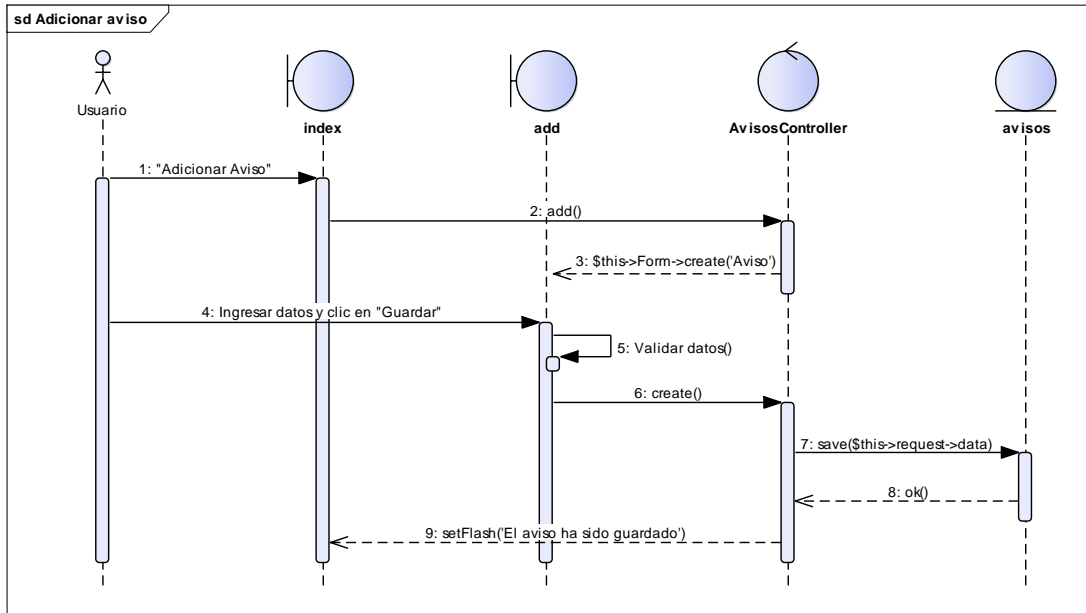 sd Adicionar aviso
Usuario
index
add
AvisosController
avisos
1: "Adicionar Aviso"
2: add()
3: $this->Form->create('Aviso')
4: Ingresar datos y clic en "Guardar"
5: Validar datos()
6: create()
7: save($this->request->data)
8: ok()
9: setFlash('El aviso ha sido guardado')